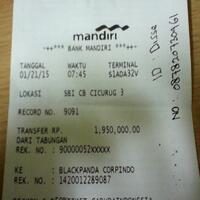 mandiri
-++*** BANK MANDIRI ***++-
TANGGAL WAKTU TERMINAL
01/21/15 07:45 S1ADA32V
LOKASI : SBI CB CICURUG 3
RECORD NO. 9091
TRANSFER RP. 1,950,000.00
DARI TABUNGAN
REK. NO. : 90000052xxxxx
KE : BLACKPANDA CORPINDO
REK. NO : 1420012289087
ID :